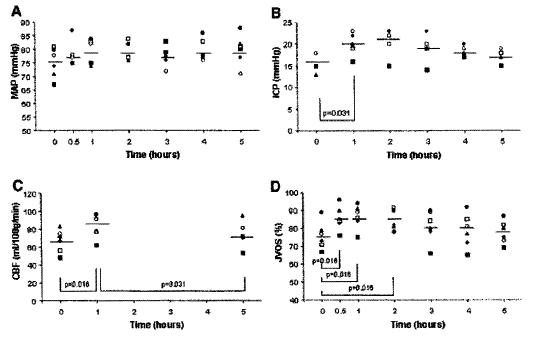 A
MAP (mmHg)
90
85
80
75
70
65
60
55
50
0 0.5 1 2 3 4 5
Time (hours)
B
ICP (mmHg)
25
20
15
10
5
0
0 1 2 3 4 5
p=0.031
Time (hours)
C
CBF (ml/100g/min)
120
100
80
60
40
20
0
0 1 2 3 4 5
p=0.016
p=0.031
Time (hours)
D
JVOS (%)
100
90
80
70
60
50
40
0 0.5 1 2 3 4 5
p=0.016
p=0.016
p=0.016
Time (hours)